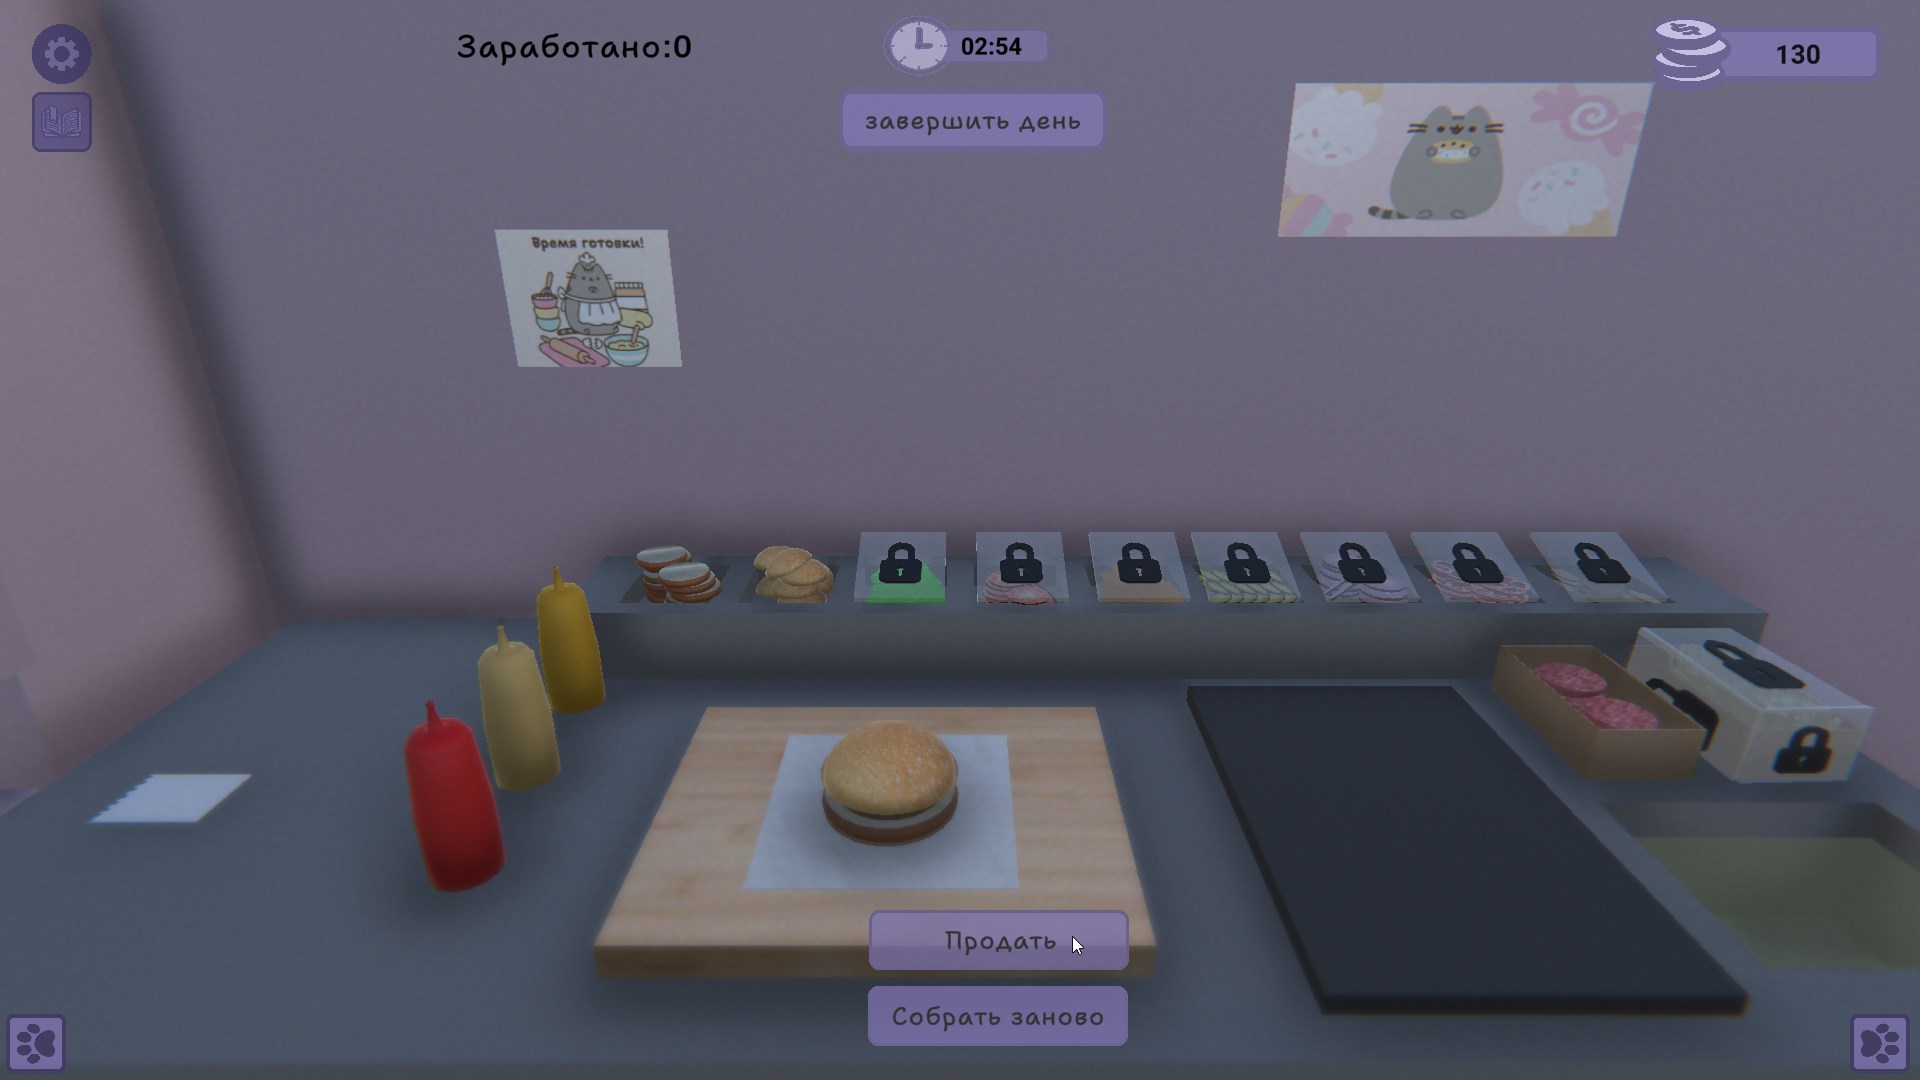 Заработано:0
02:54
130
завершить день
Время готовки!
Продать
Собрать заново